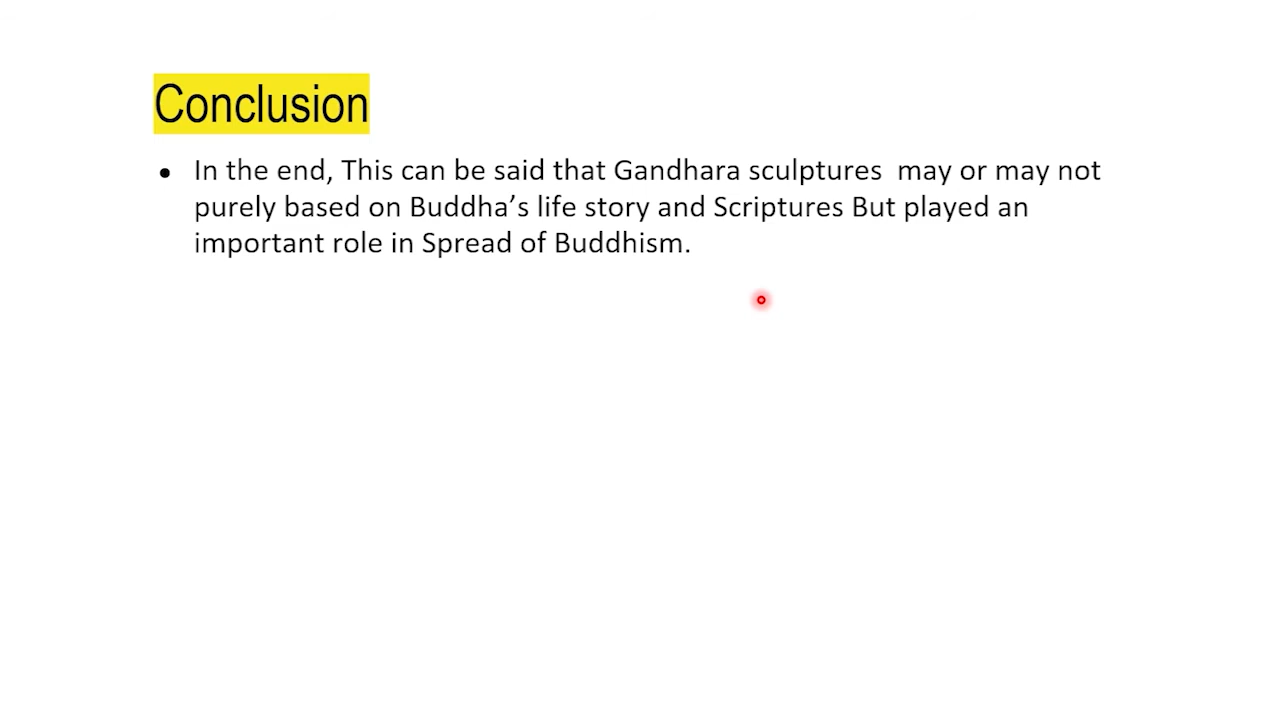 Conclusion
• In the end, This can be said that Gandhara sculptures  may or may not
purely based on Buddha’s life story and Scriptures But played an
important role in Spread of Buddhism.